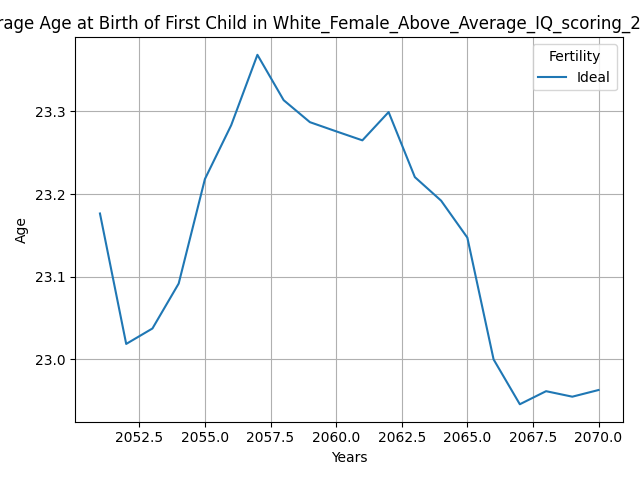 rage Age at Birth of First Child in White_Female_Above_Average_IQ_scoring_2
Fertility
Ideal
23.3
23.2
23.1
23.0
Age
2052.5 2055.0 2057.5 2060.0 2062.5 2065.0 2067.5 2070.0
Years